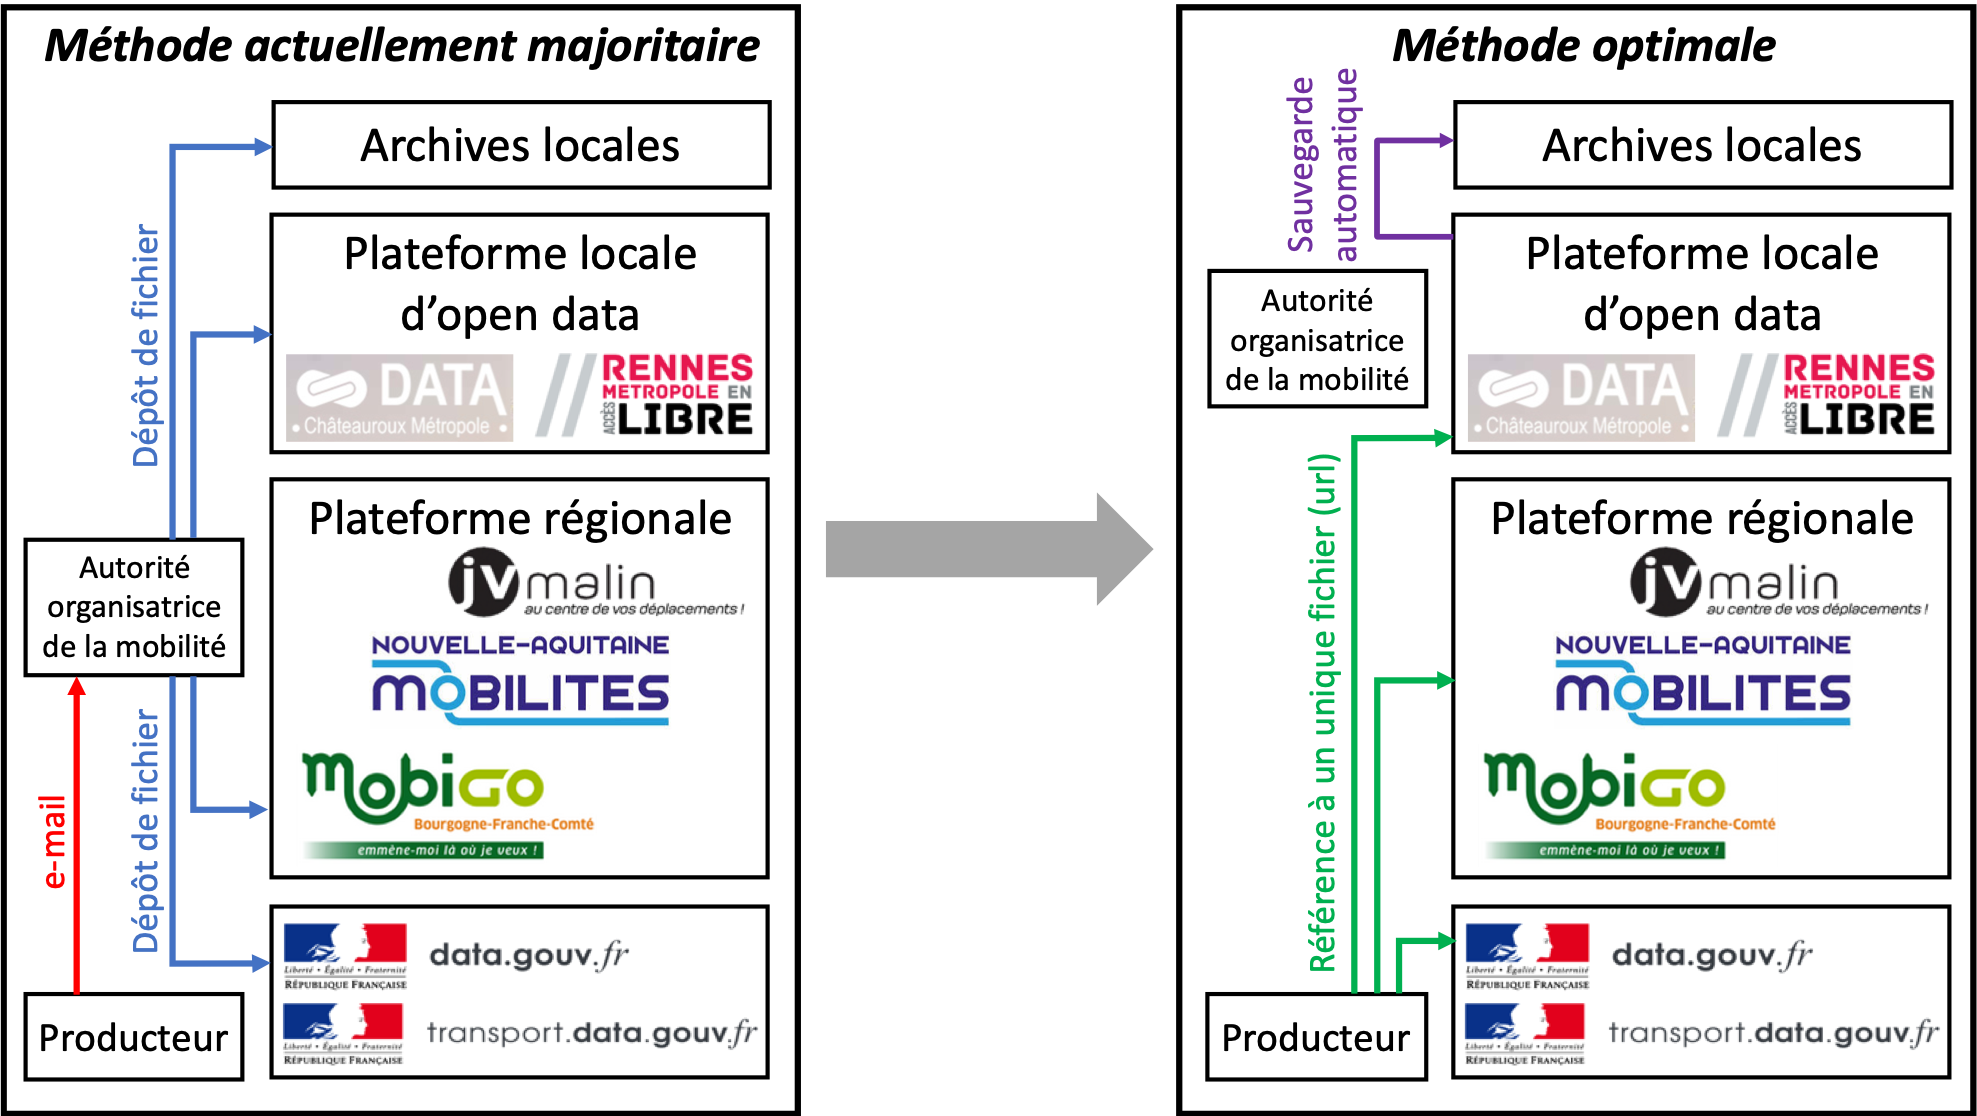 Méthode actuellement majoritaire
Archives locales
Dépôt de fichier
Plateforme locale
d’open data
DATA
• Châteauroux Métropole •
RENNES
METROPOLE EN
ACCÈS
LIBRE
Plateforme régionale
jvmalin
au centre de vos déplacements !
NOUVELLE-AQUITAINE
MOBILITES
mobiGO
Bourgogne-Franche-Comté
emmène-moi là où je veux !
Autorité
organisatrice
de la mobilité
e-mail
Dépôt de fichier
Producteur
Liberté • Égalité • Fraternité
RÉPUBLIQUE FRANÇAISE
data.gouv.fr
Liberté • Égalité • Fraternité
RÉPUBLIQUE FRANÇAISE
transport.data.gouv.fr
Méthode optimale
Sauvegarde
automatique
Archives locales
Autorité
organisatrice
de la mobilité
Plateforme locale
d’open data
DATA
• Châteauroux Métropole •
RENNES
METROPOLE EN
ACCÈS
LIBRE
Référence à un unique fichier (url)
Plateforme régionale
jvmalin
au centre de vos déplacements !
NOUVELLE-AQUITAINE
MOBILITES
mobiGO
Bourgogne-Franche-Comté
emmène-moi là où je veux !
Producteur
Liberté • Égalité • Fraternité
RÉPUBLIQUE FRANÇAISE
data.gouv.fr
Liberté • Égalité • Fraternité
RÉPUBLIQUE FRANÇAISE
transport.data.gouv.fr